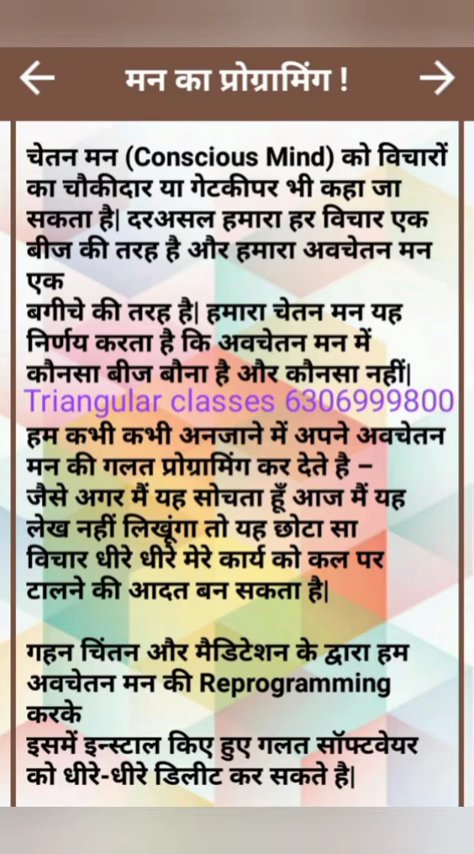 मन का प्रोग्रामिंग !
चेतन मन (Conscious Mind) को विचारों
का चौकीदार या गेटकीपर भी कहा जा
सकता है| दरअसल हमारा हर विचार एक
बीज की तरह है और हमारा अवचेतन मन
एक
बगीचे की तरह है| हमारा चेतन मन यह
निर्णय करता है कि अवचेतन मन में
कौनसा बीज बौना है और कौनसा नहीं|
Triangular classes 6306999800
हम कभी कभी अनजाने में अपने अवचेतन
मन की गलत प्रोग्रामिंग कर देते है –
जैसे अगर मैं यह सोचता हूँ आज मैं यह
लेख नहीं लिखूंगा तो यह छोटा सा
विचार धीरे धीरे मेरे कार्य को कल पर
टालने की आदत बन सकता है|
गहन चिंतन और मैडिटेशन के द्वारा हम
अवचेतन मन की Reprogramming
करके
इसमें इन्स्टाल किए हुए गलत सॉफ्टवेयर
को धीरे-धीरे डिलीट कर सकते है|